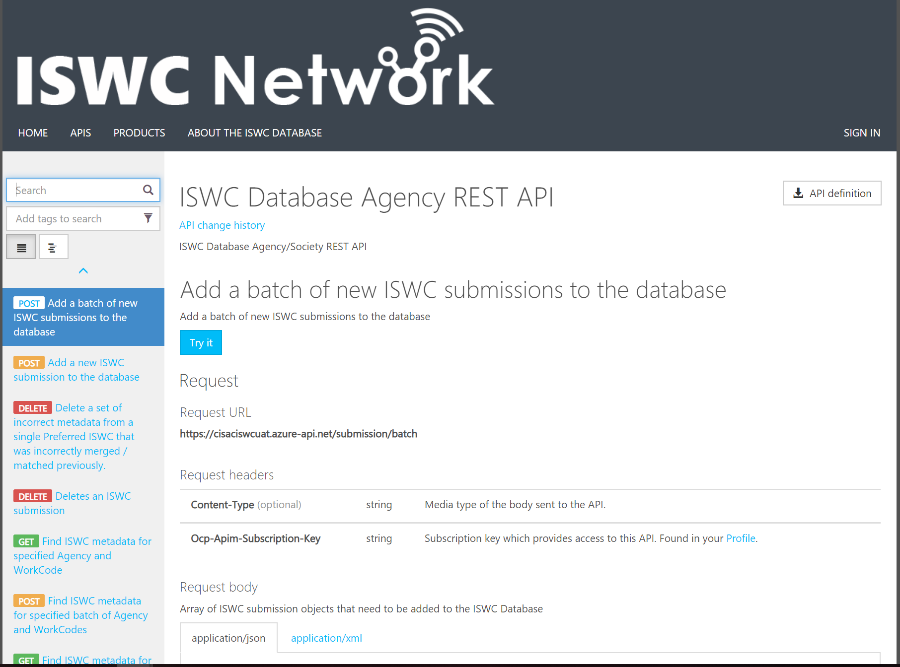 ISWC Network
HOME APIS PRODUCTS ABOUT THE ISWC DATABASE SIGN IN
Search
Add tags to search
POST Add a batch of new
ISWC submissions to the
database
POST Add a new ISWC
submission to the database
DELETE Delete a set of
incorrect metadata from a
single Preferred ISWC that
was incorrectly merged /
matched previously.
DELETE Deletes an ISWC
submission
GET Find ISWC metadata for
specified Agency and
WorkCode
POST Find ISWC metadata
for specified batch of Agency
and WorkCodes
GET Find ISWC metadata for
ISWC Database Agency REST API
API definition
API change history
ISWC Database Agency/Society REST API
Add a batch of new ISWC submissions to the database
Add a batch of new ISWC submissions to the database
Try it
Request
Request URL
https://cisaciswcuat.azure-api.net/submission/batch
Request headers
Content-Type (optional) string Media type of the body sent to the API.
Ocp-Apim-Subscription-Key string Subscription key which provides access to this API. Found in your Profile.
Request body
Array of ISWC submission objects that need to be added to the ISWC Database
application/json application/xml